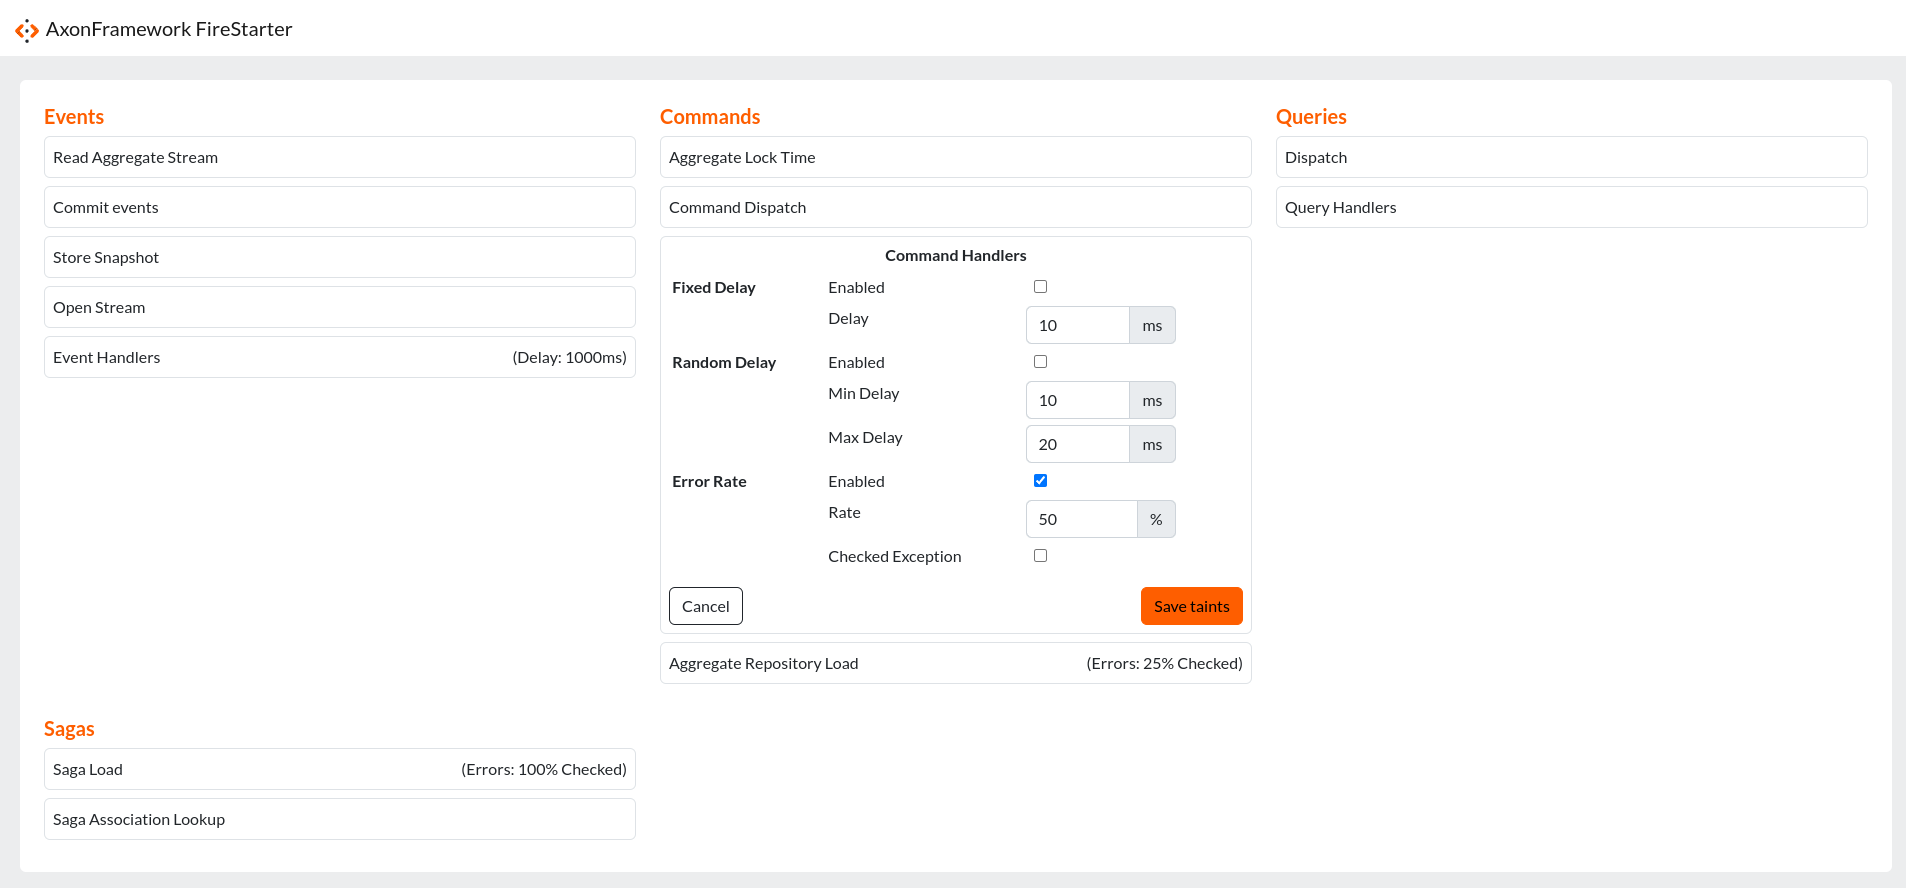 AxonFramework FireStarter
Events
Read Aggregate Stream
Commit events
Store Snapshot
Open Stream
Event Handlers (Delay: 1000ms)
Commands
Aggregate Lock Time
Command Dispatch
Command Handlers
Fixed Delay Enabled
Delay 10 ms
Random Delay Enabled
Min Delay 10 ms
Max Delay 20 ms
Error Rate Enabled
Rate 50 %
Checked Exception
Cancel Save taints
Aggregate Repository Load (Errors: 25% Checked)
Queries
Dispatch
Query Handlers
Sagas
Saga Load (Errors: 100% Checked)
Saga Association Lookup